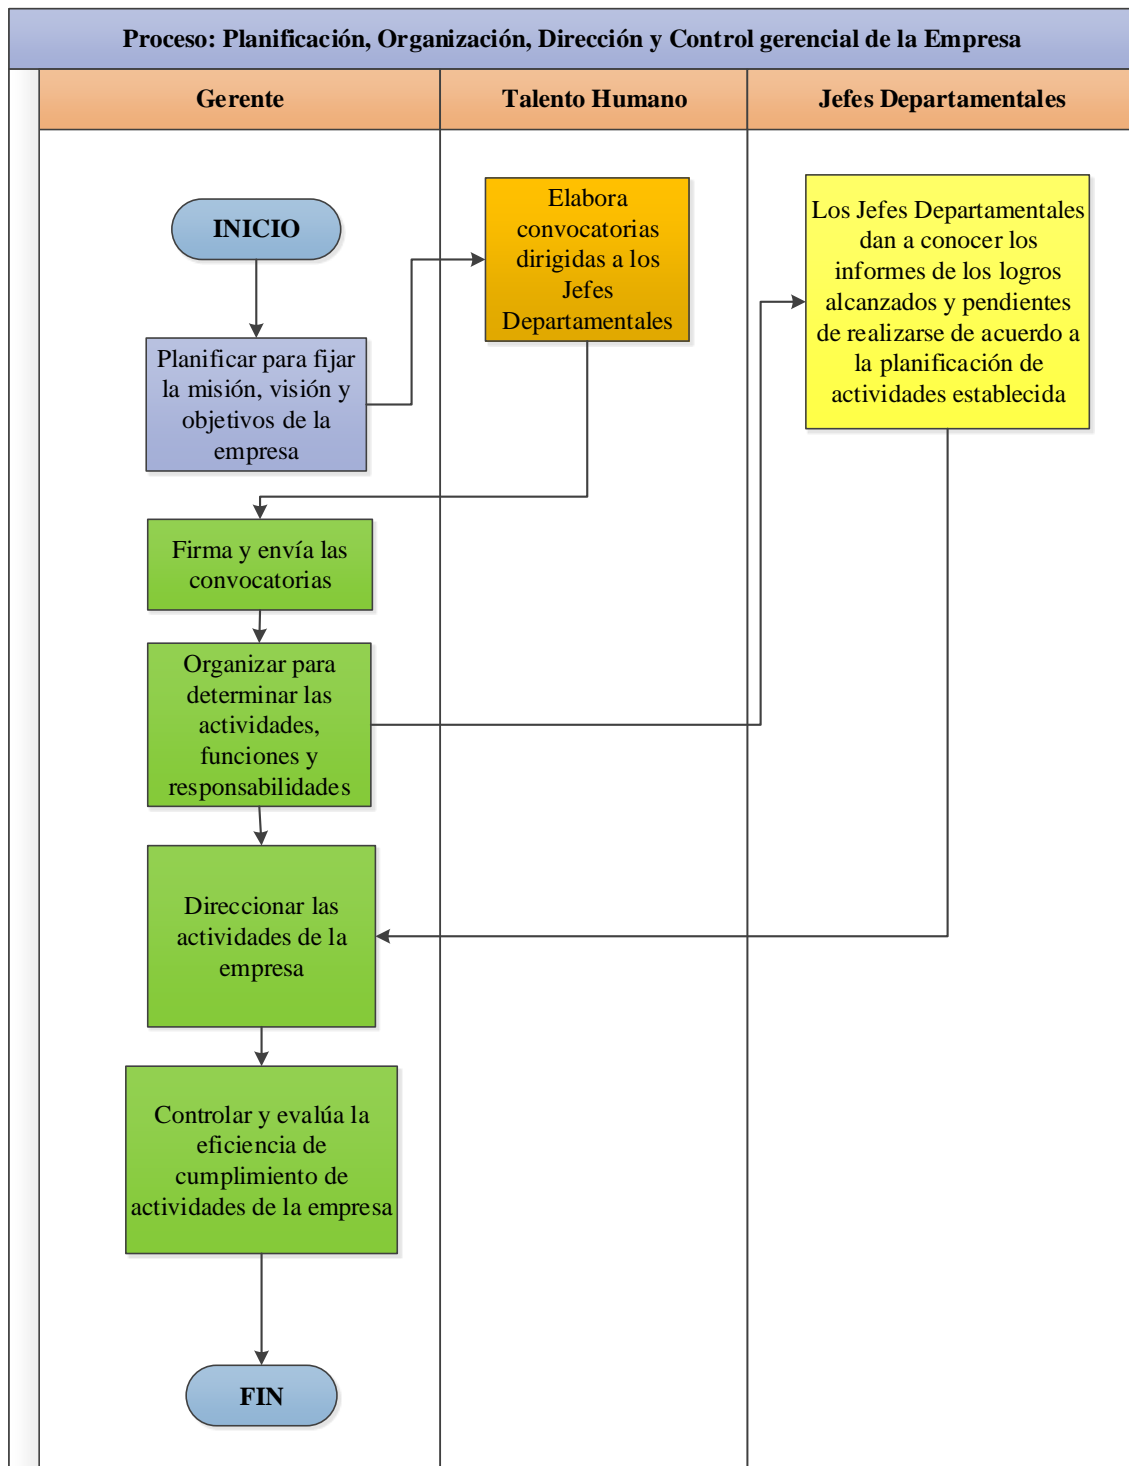 Proceso: Planificación, Organización, Dirección y Control gerencial de la Empresa
Gerente
Talento Humano
Jefes Departamentales
INICIO
Planificar para fijar
la misión, visión y
objetivos de la
empresa
Elabora
convocatorias
dirigidas a los
Jefes
Departamentales
Los Jefes Departamentales
dan a conocer los
informes de los logros
alcanzados y pendientes
de realizarse de acuerdo a
la planificación de
actividades establecida
Firma y envía las
convocatorias
Organizar para
determinar las
actividades,
funciones y
responsabilidades
Direccionar las
actividades de la
empresa
Controlar y evalúa la
eficiencia de
cumplimiento de
actividades de la empresa
FIN